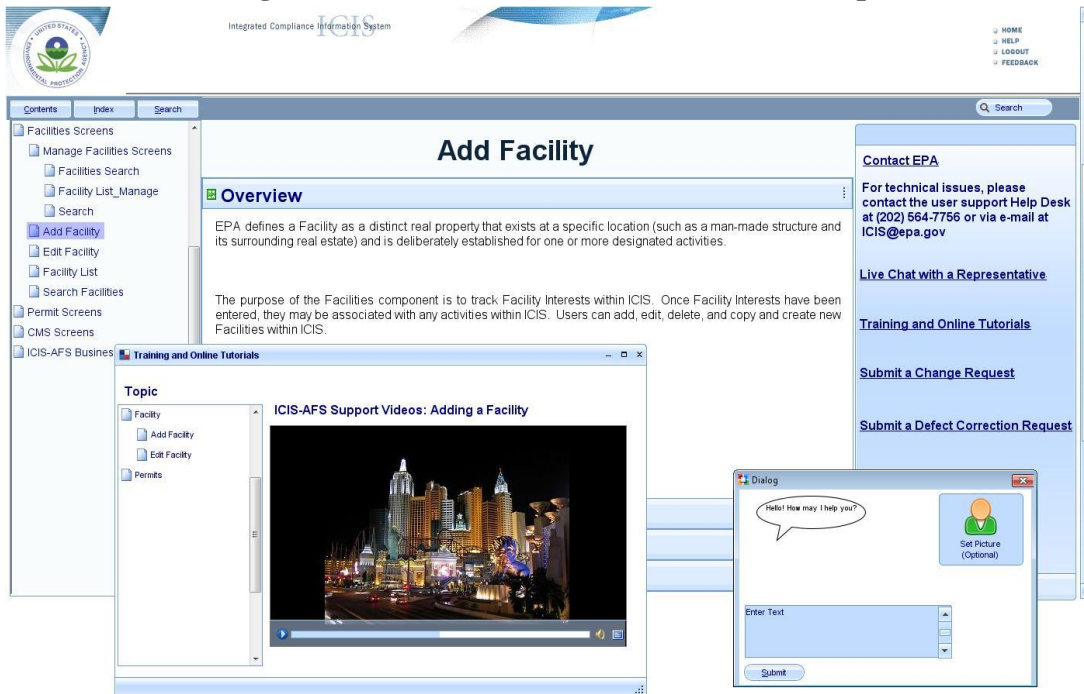 Integrated Compliance Information System
ICIS
HOME
HELP
LOGOUT
FEEDBACK
UNITED STATES
ENVIRONMENTAL PROTECTION AGENCY
Contents
Index
Search
Search
Facilities Screens
Manage Facilities Screens
Facilities Search
Facility List_Manage
Search
Add Facility
Edit Facility
Facility List
Search Facilities
Permit Screens
CMS Screens
ICIS-AFS Busines
Add Facility
Overview
EPA defines a Facility as a distinct real property that exists at a specific location (such as a man-made structure and
its surrounding real estate) and is deliberately established for one or more designated activities.
The purpose of the Facilities component is to track Facility Interests within ICIS. Once Facility Interests have been
entered, they may be associated with any activities within ICIS. Users can add, edit, delete, and copy and create new
Facilities within ICIS.
Contact EPA
For technical issues, please
contact the user support Help Desk
at (202) 564-7756 or via e-mail at
ICIS@epa.gov
Live Chat with a Representative
Training and Online Tutorials
Submit a Change Request
Submit a Defect Correction Request
Training and Online Tutorials
Topic
Facility
Add Facility
Edit Facility
Permits
ICIS-AFS Support Videos: Adding a Facility
Dialog
Hello! How may I help you?
Set Picture
(Optional)
Enter Text
Submit